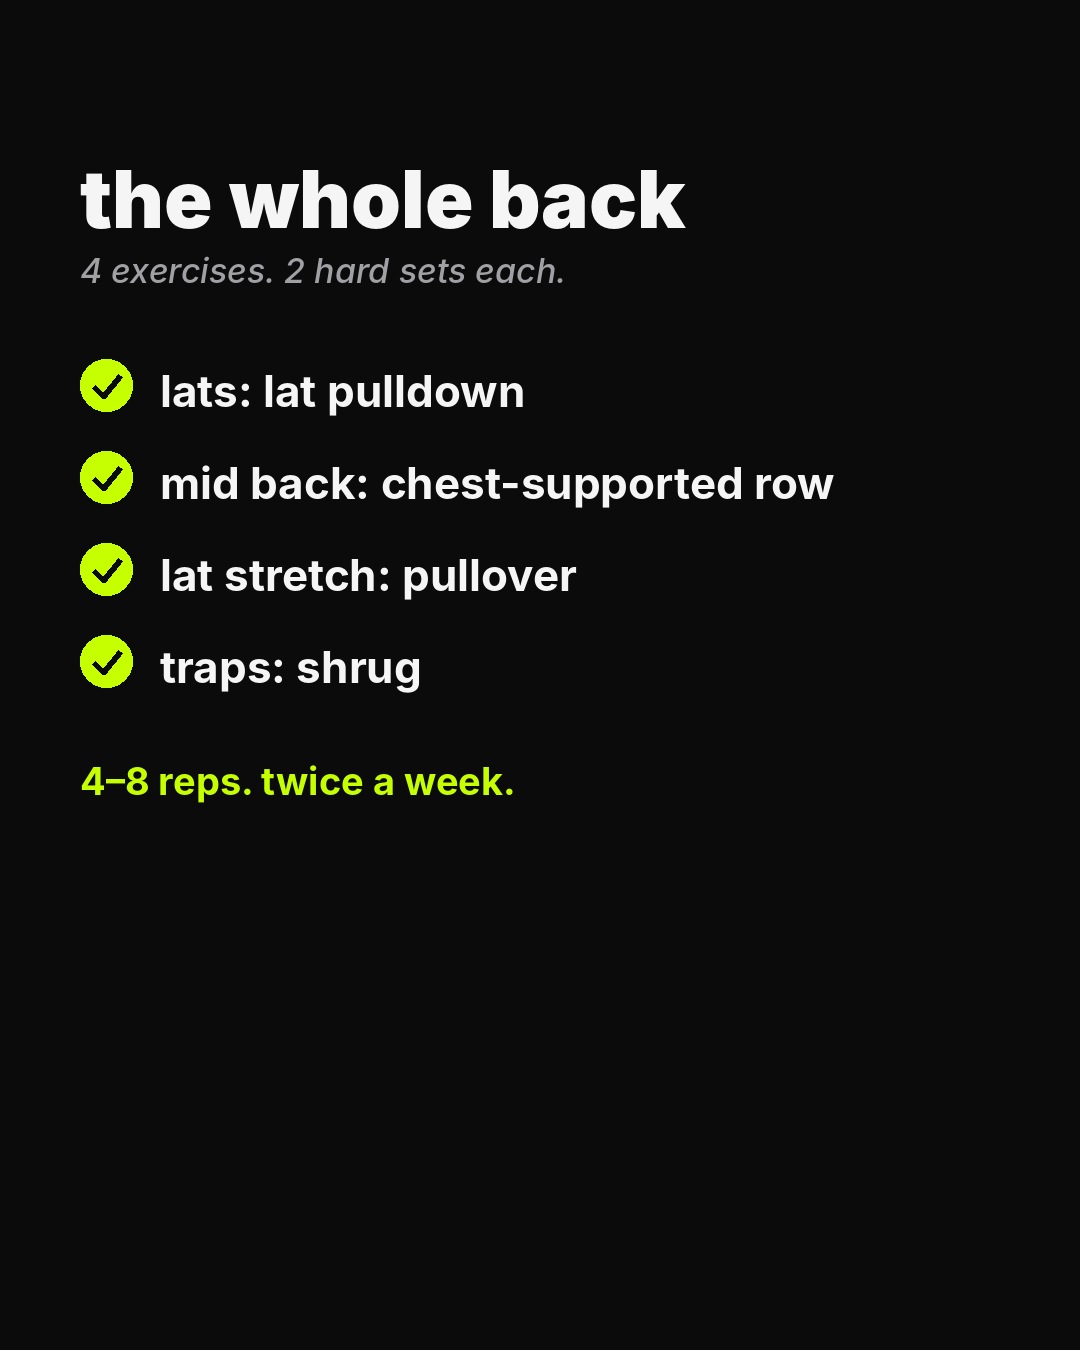 the whole back
4 exercises. 2 hard sets each.
lats: lat pulldown
mid back: chest-supported row
lat stretch: pullover
traps: shrug
4–8 reps. twice a week.